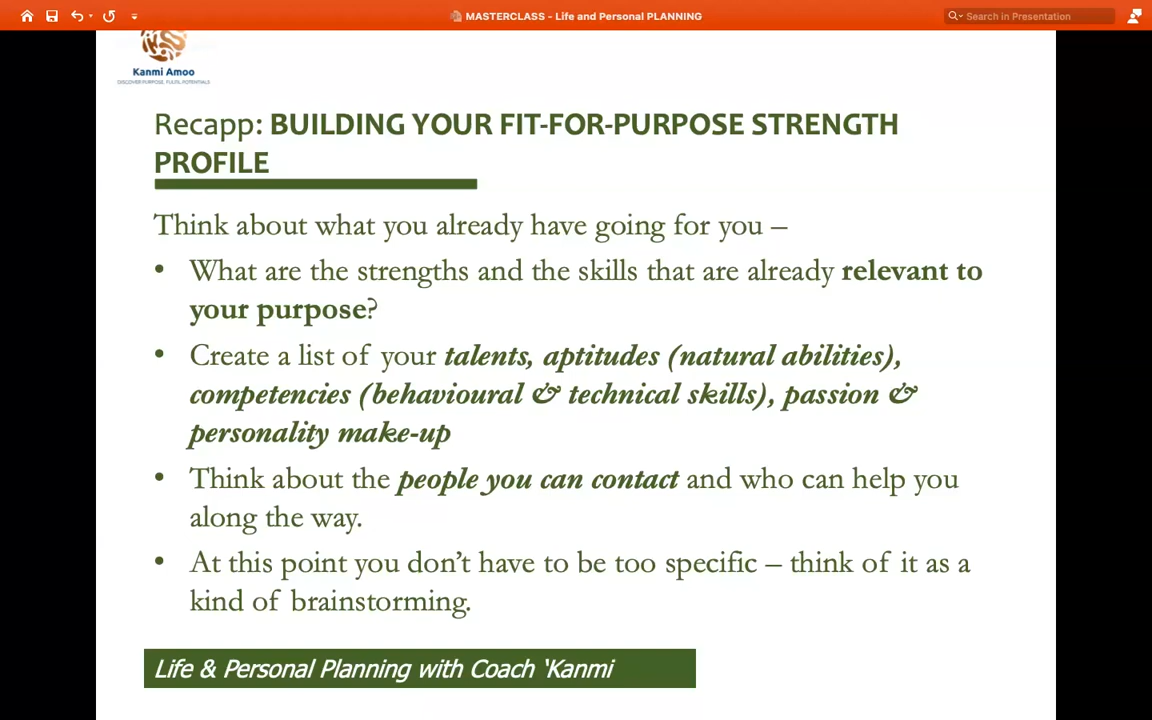 MASTERCLASS - Life and Personal PLANNING
Search in Presentation
Kanmi Amoo
DISCOVER PURPOSE, FULFIL POTENTIALS
Recapp: BUILDING YOUR FIT-FOR-PURPOSE STRENGTH
PROFILE
Think about what you already have going for you –
• What are the strengths and the skills that are already relevant to
your purpose?
• Create a list of your talents, aptitudes (natural abilities),
competencies (behavioural & technical skills), passion &
personality make-up
• Think about the people you can contact and who can help you
along the way.
• At this point you don’t have to be too specific – think of it as a
kind of brainstorming.
Life & Personal Planning with Coach ‘Kanmi